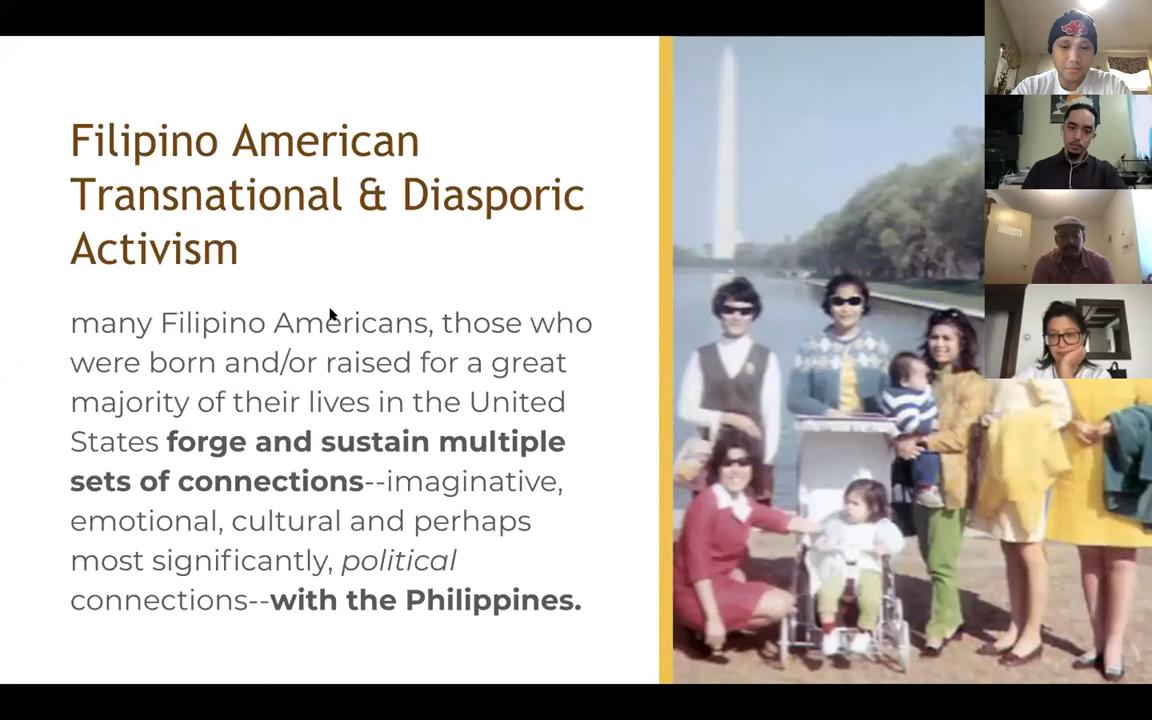 Filipino American
Transnational & Diasporic
Activism
many Filipino Americans, those who
were born and/or raised for a great
majority of their lives in the United
States forge and sustain multiple
sets of connections--imaginative,
emotional, cultural and perhaps
most significantly, political
connections--with the Philippines.